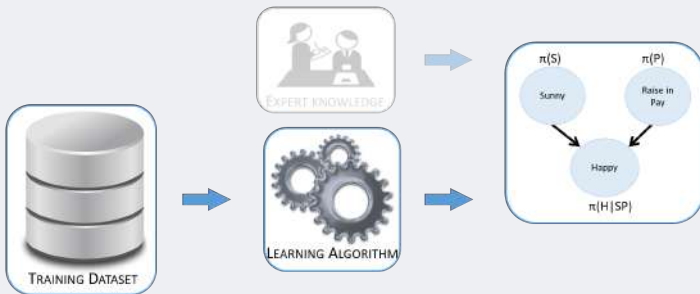 EXPERT KNOWLEDGE
π(S)
π(P)
Sunny
Raise in
Pay
Happy
π(H|SP)
LEARNING ALGORITHM
TRAINING DATASET